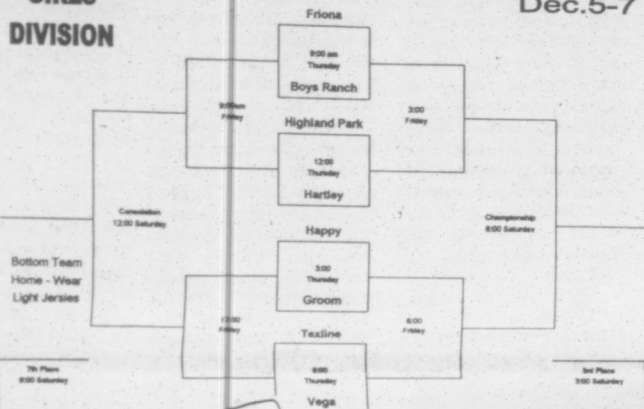 GIRLS
DIVISION
Dec.5-7
Friona
9:00 am
Thursday
Boys Ranch
9:00am
Friday
3:00
Friday
Highland Park
12:00
Thursday
Hartley
Consolation
12:00 Saturday
Championship
6:00 Saturday
Happy
3:00
Thursday
Groom
Bottom Team
Home - Wear
Light Jersies
12:00
Friday
6:00
Friday
Texline
Thursday
Vega
7th Place
9:00 Saturday
3rd Place
3:00 Saturday